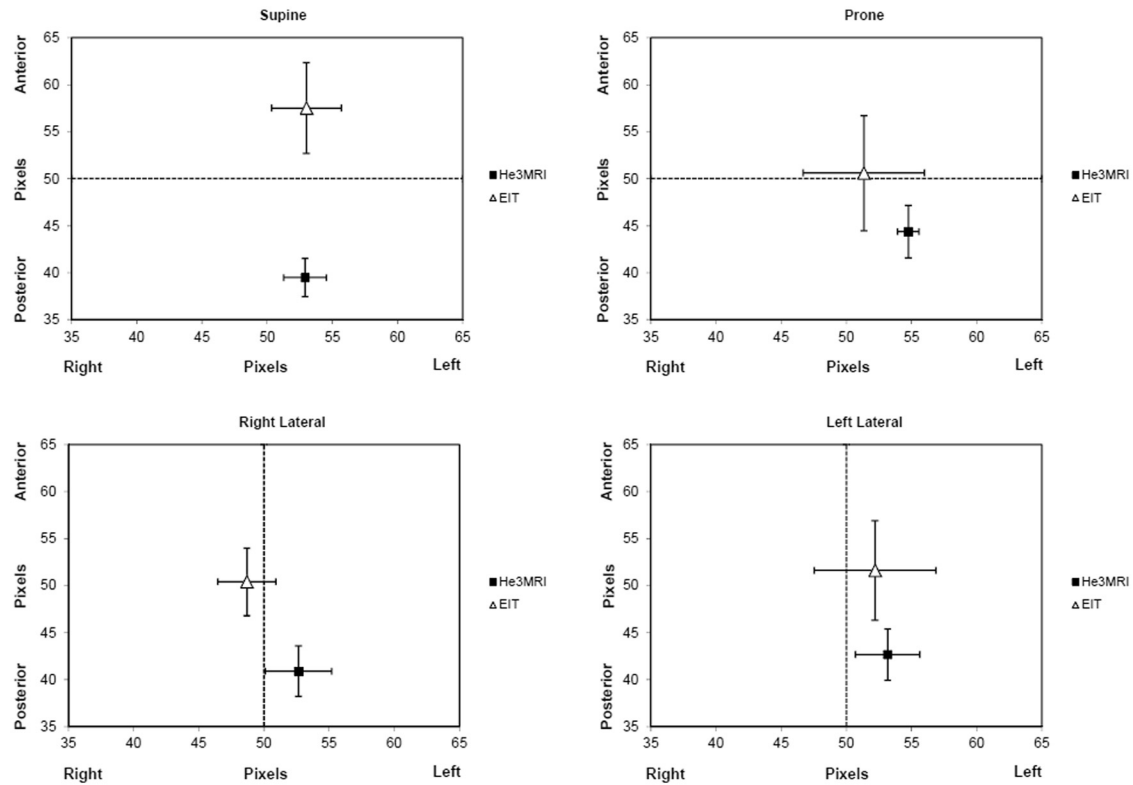 Supine
Anterior
Pixels
Posterior
65
60
55
50
45
40
35
35 40 45 50 55 60 65
Right Pixels Left
■He3MRI
△EIT
Prone
Anterior
Pixels
Posterior
65
60
55
50
45
40
35
35 40 45 50 55 60 65
Right Pixels Left
■He3MRI
△EIT
Right Lateral
Anterior
Pixels
Posterior
65
60
55
50
45
40
35
35 40 45 50 55 60 65
Right Pixels Left
■He3MRI
△EIT
Left Lateral
Anterior
Pixels
Posterior
65
60
55
50
45
40
35
35 40 45 50 55 60 65
Right Pixels Left
■He3MRI
△EIT